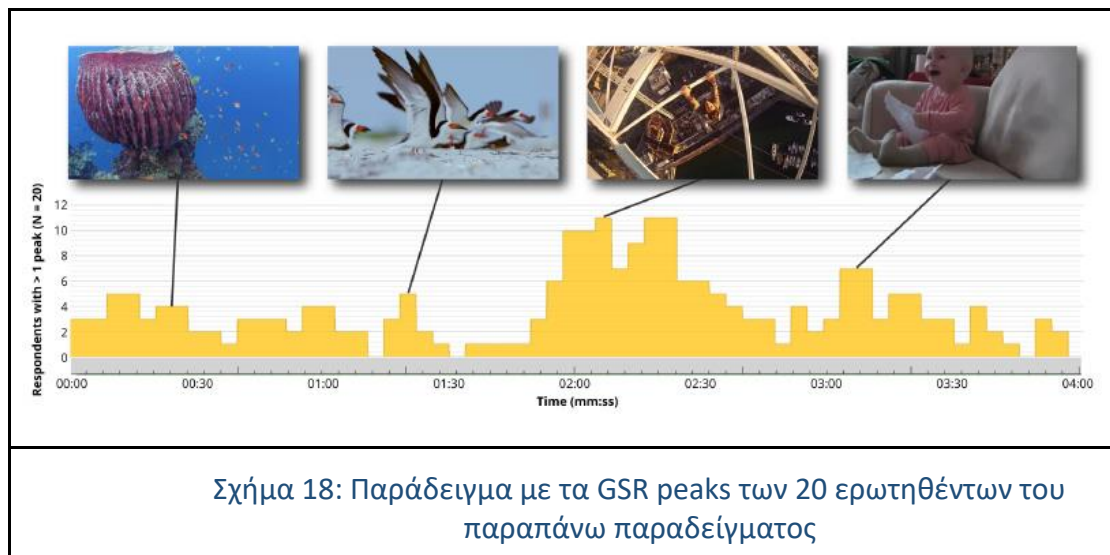 Respondents with > 1 peak (N = 20)
12
10
8
6
4
2
0
00:00 00:30 01:00 01:30 02:00 02:30 03:00 03:30 04:00
Time (mm:ss)
Σχήμα 18: Παράδειγμα με τα GSR peaks των 20 ερωτηθέντων του
παραπάνω παραδείγματος